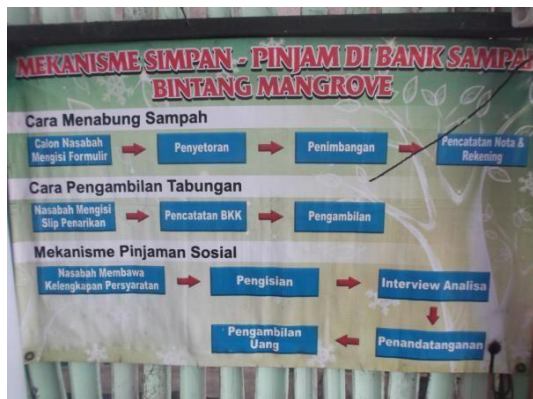 MEKANISME SIMPAN - PINJAM DI BANK SAMPAH
BINTANG MANGROVE
Cara Menabung Sampah
Calon Nasabah
Mengisi Formulir
Penyetoran
Penimbangan
Pencatatan Nota &
Rekening
Cara Pengambilan Tabungan
Nasabah Mengisi
Slip Penarikan
Pencatatan BKK
Pengambilan
Mekanisme Pinjaman Sosial
Nasabah Membawa
Kelengkapan Persyaratan
Pengisian
Interview Analisa
Pengambilan
Uang
Penandatanganan